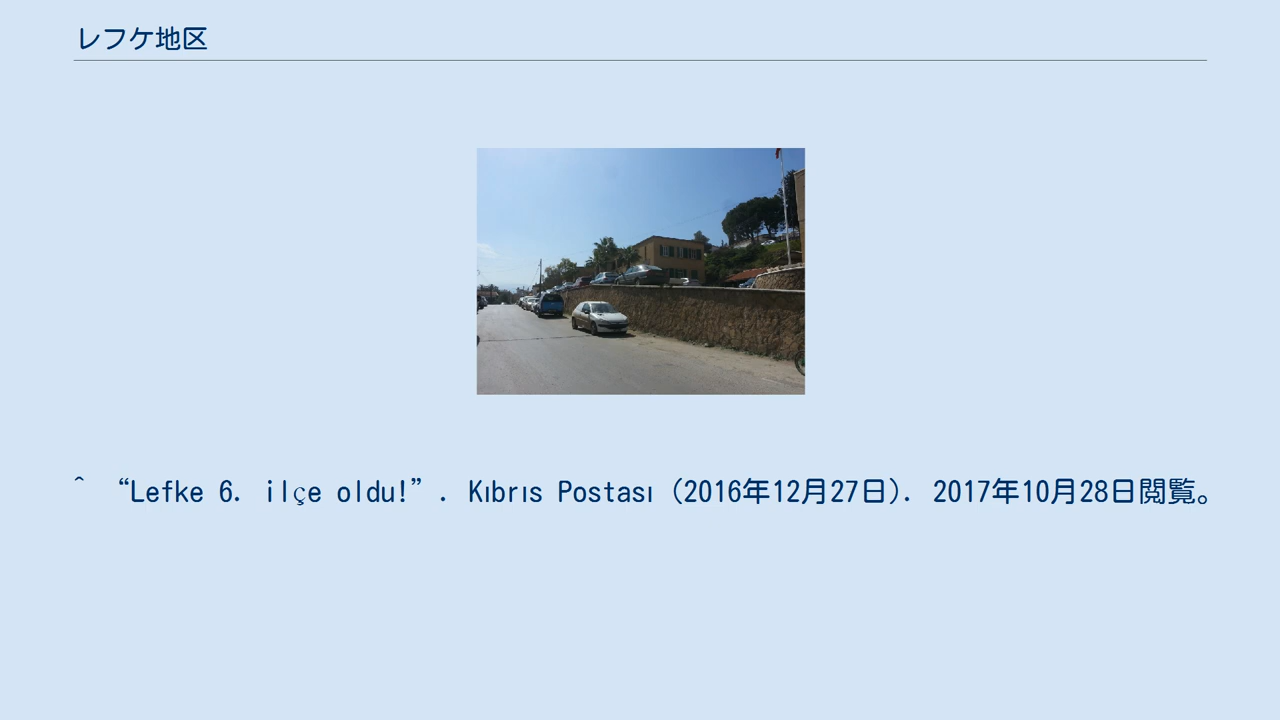 レフケ地区
^ “Lefke 6. ilçe oldu!”. Kıbrıs Postası (2016年12月27日). 2017年10月28日閲覧。